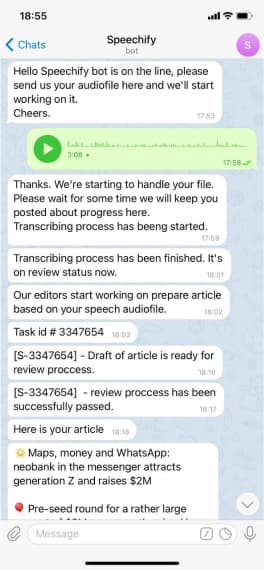 18:55
Chats
Speechify
bot
S
Hello Speechify bot is on the line, please
send us your audiofile here and we'll start
working on it.
Cheers.
17:53
3:08
17:58
Thanks. We're starting to handle your file.
Please wait for some time we will keep you
posted about progress here.
Transcribing process has beeng started.
17:59
Transcribing process has been finished. It's
on review status now.
18:01
Our editors start working on prepare article
based on your speech audiofile.
18:02
Task id # 3347654
18:03
[S-3347654] - Draft of article is ready for
review proccess.
18:10
[S-3347654] - review proccess has been
successfully passed.
18:17
Here is your article
18:18
Maps, money and WhatsApp:
neobank in the messenger attracts
generation Z and raises $2M
Pre-seed round for a rather large
Message